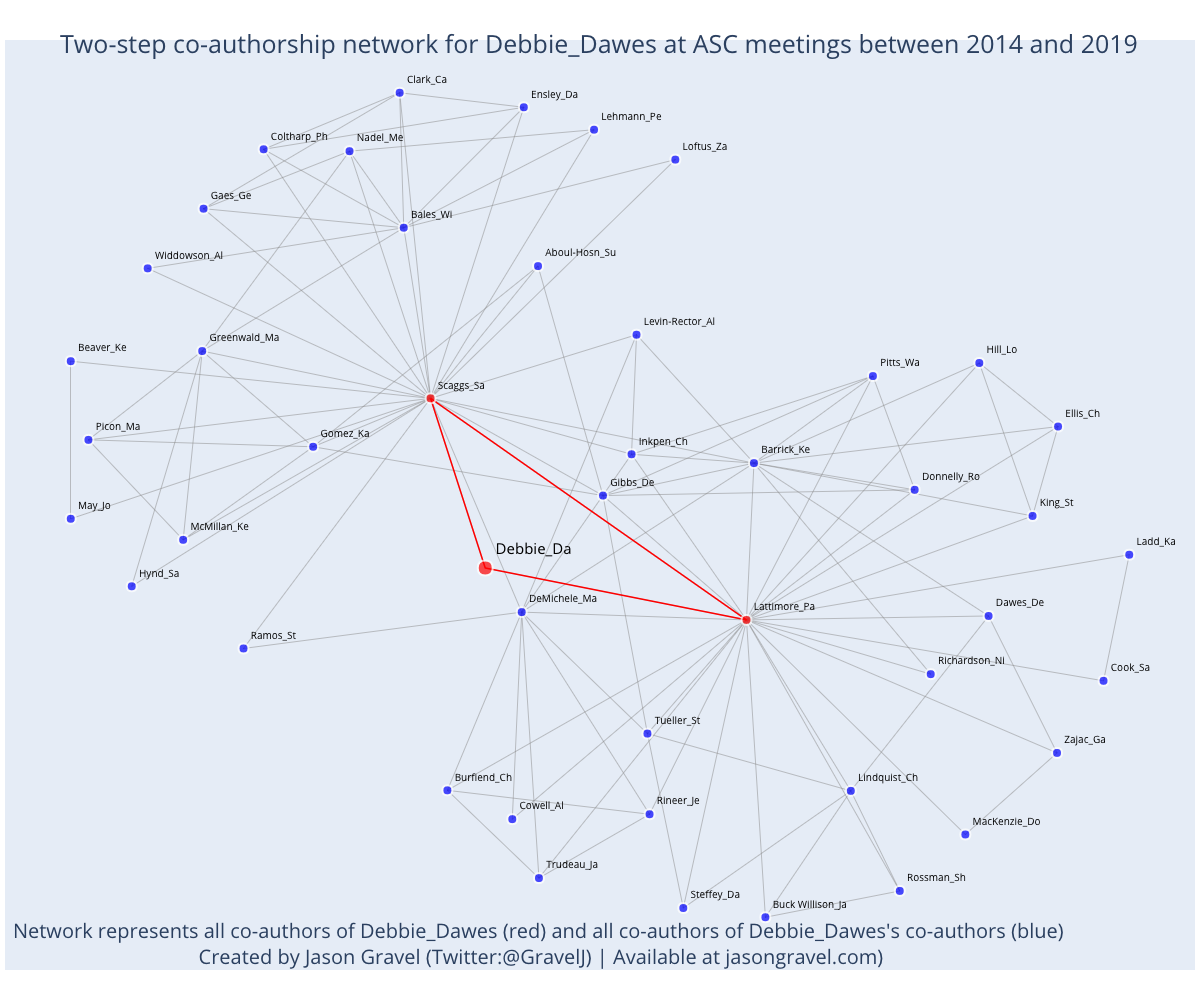 Two-step co-authorship network for Debbie_Dawes at ASC meetings between 2014 and 2019
Clark_Ca
Ensley_Da
Lehmann_Pe
Coltharp_Ph
Nadel_Me
Loftus_Za
Gaes_Ge
Bales_Wi
Widdowson_Al
Aboul-Hosn_Su
Levin-Rector_Al
Greenwald_Ma
Beaver_Ke
Hill_Lo
Pitts_Wa
Scaggs_Sa
Ellis_Ch
Picon_Ma
Gomez_Ka
Inkpen_Ch
Barrick_Ke
Donnelly_Ro
Gibbs_De
May_Jo
King_St
McMillan_Ke
Ladd_Ka
Debbie_Da
Hynd_Sa
DeMichele_Ma
Lattimore_Pa
Dawes_De
Ramos_St
Richardson_Ni
Cook_Sa
Tueller_St
Zajac_Ga
Burfiend_Ch
Lindquist_Ch
Cowell_Al
Rineer_Je
MacKenzie_Do
Trudeau_Ja
Rossman_Sh
Steffey_Da
Buck Willison_Ja
Network represents all co-authors of Debbie_Dawes (red) and all co-authors of Debbie_Dawes's co-authors (blue)
Created by Jason Gravel (Twitter:@GravelJ) | Available at jasongravel.com)